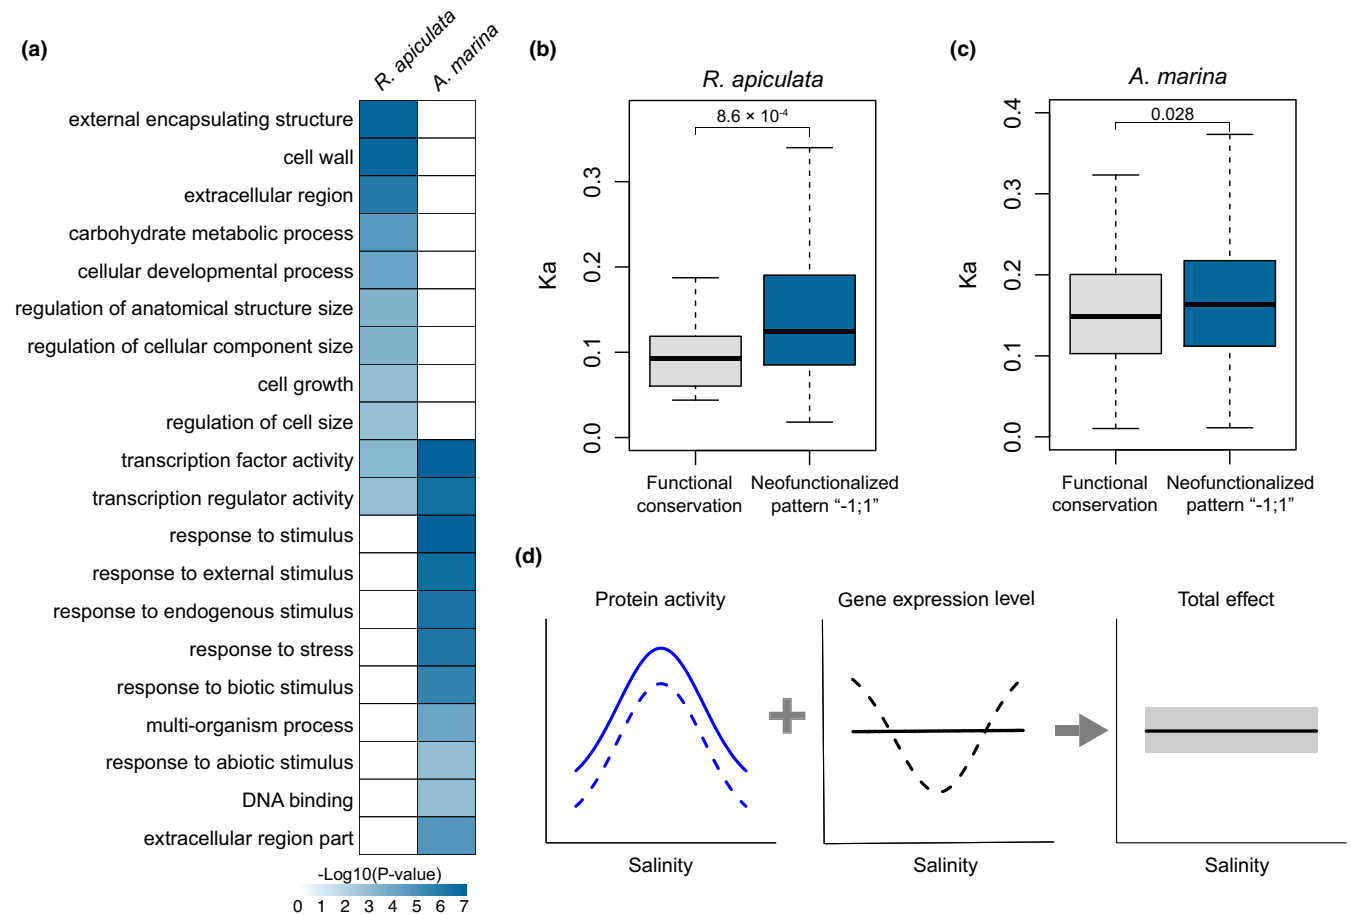 (a)
R. apiculata
A. marina
external encapsulating structure
cell wall
extracellular region
carbohydrate metabolic process
cellular developmental process
regulation of anatomical structure size
regulation of cellular component size
cell growth
regulation of cell size
transcription factor activity
transcription regulator activity
response to stimulus
response to external stimulus
response to endogenous stimulus
response to stress
response to biotic stimulus
multi-organism process
response to abiotic stimulus
DNA binding
extracellular region part
-Log10(P-value)
0 1 2 3 4 5 6 7
(b)
R. apiculata
8.6 × 10⁻⁴
Ka
0.3
0.2
0.1
0.0
Functional
conservation
Neofunctionalized
pattern “-1;1”
(c)
A. marina
0.028
Ka
0.4
0.3
0.2
0.1
0.0
Functional
conservation
Neofunctionalized
pattern “-1;1”
(d)
Protein activity
Salinity
Gene expression level
Salinity
Total effect
Salinity